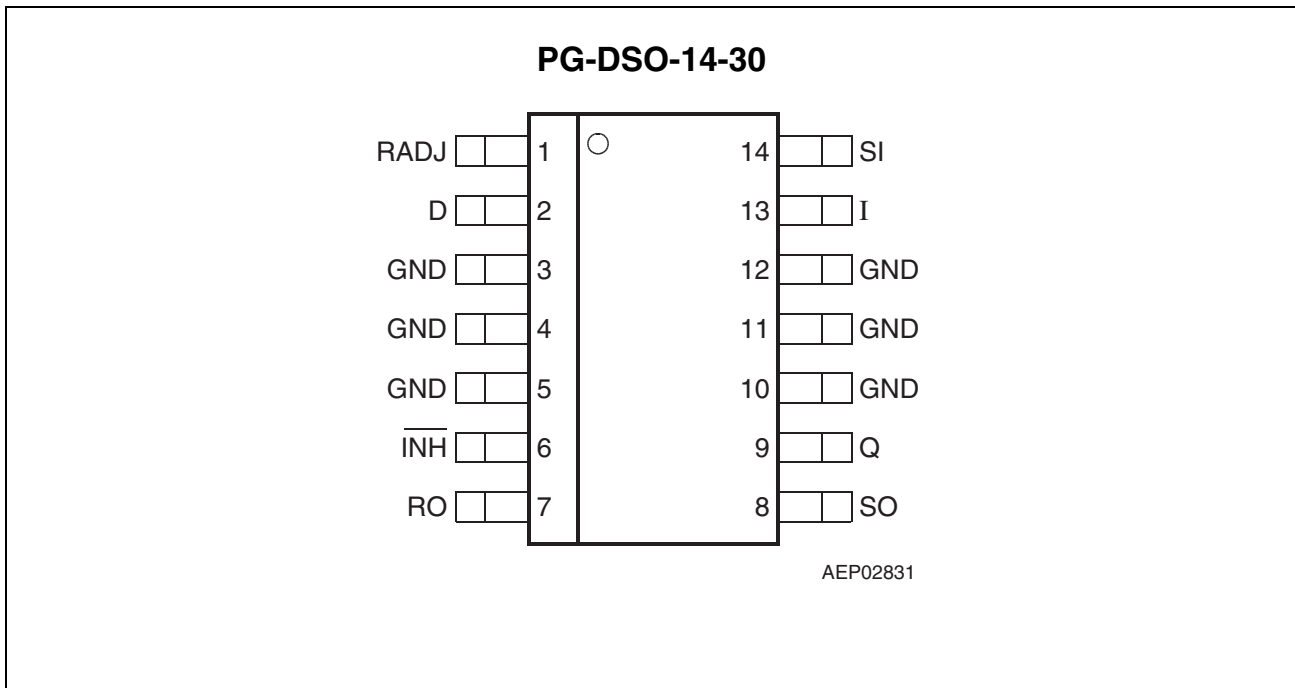 PG-DSO-14-30
RADJ 1 14 SI
D 2 13 I
GND 3 12 GND
GND 4 11 GND
GND 5 10 GND
I̅N̅H̅ 6 9 Q
RO 7 8 SO
AEP02831